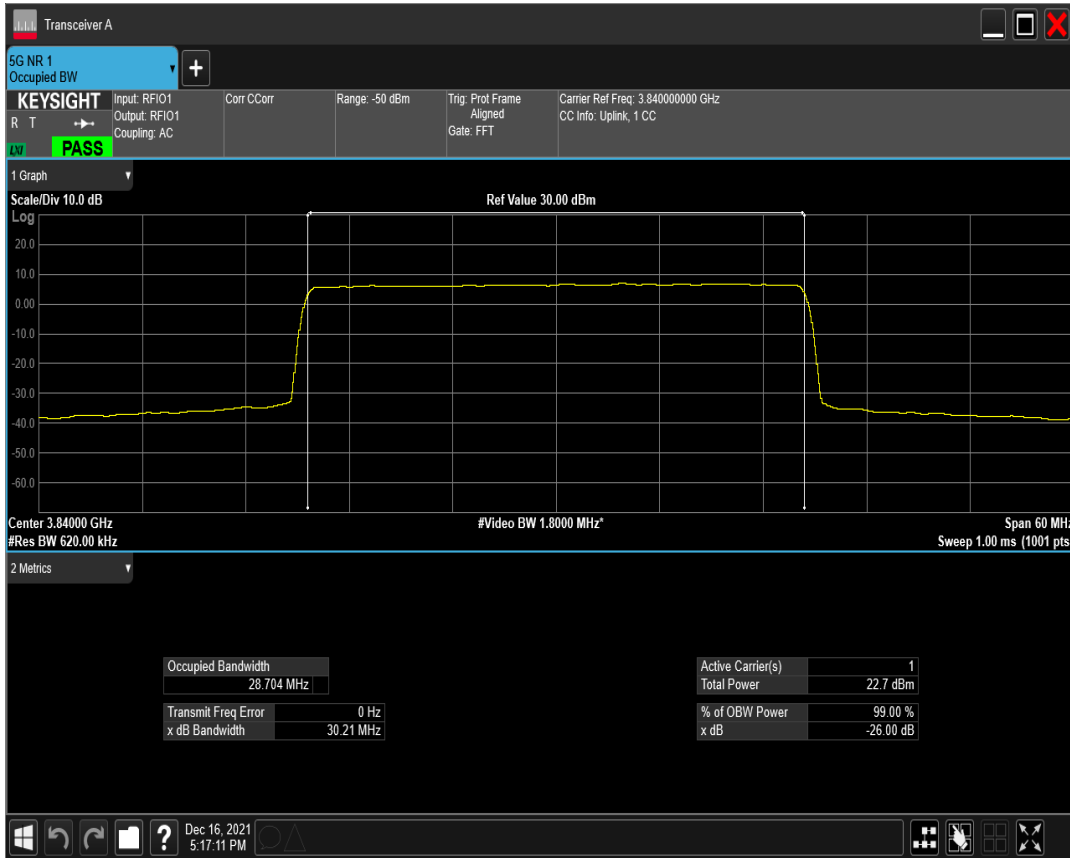 Transceiver A
5G NR 1
Occupied BW
KEYSIGHT
R T
LXI
PASS
Input: RFIO1
Output: RFIO1
Coupling: AC
Corr CCorr
Range: -50 dBm
Trig: Prot Frame
Aligned
Gate: FFT
Carrier Ref Freq: 3.840000000 GHz
CC Info: Uplink, 1 CC
1 Graph
Scale/Div 10.0 dB
Ref Value 30.00 dBm
Log
20.0
10.0
0.00
-10.0
-20.0
-30.0
-40.0
-50.0
-60.0
Center 3.84000 GHz
#Video BW 1.8000 MHz*
Span 60 MHz
#Res BW 620.00 kHz
Sweep 1.00 ms (1001 pts
2 Metrics
Occupied Bandwidth
28.704 MHz
Transmit Freq Error 0 Hz
x dB Bandwidth 30.21 MHz
Active Carrier(s) 1
Total Power 22.7 dBm
% of OBW Power 99.00 %
x dB -26.00 dB
?
Dec 16, 2021
5:17:11 PM